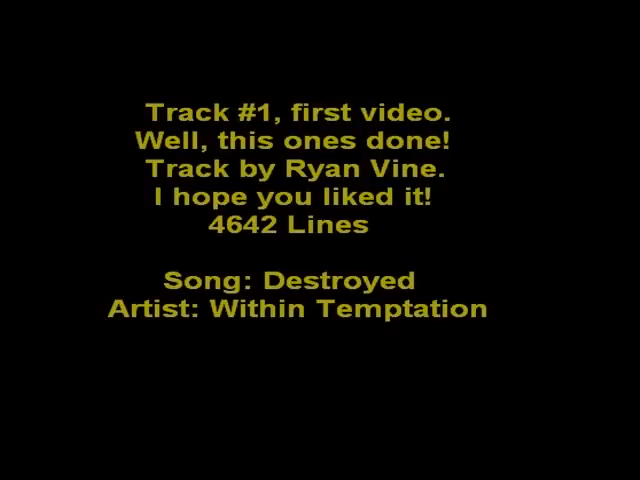 Track #1, first video.
Well, this ones done!
Track by Ryan Vine.
I hope you liked it!
4642 Lines
Song: Destroyed
Artist: Within Temptation